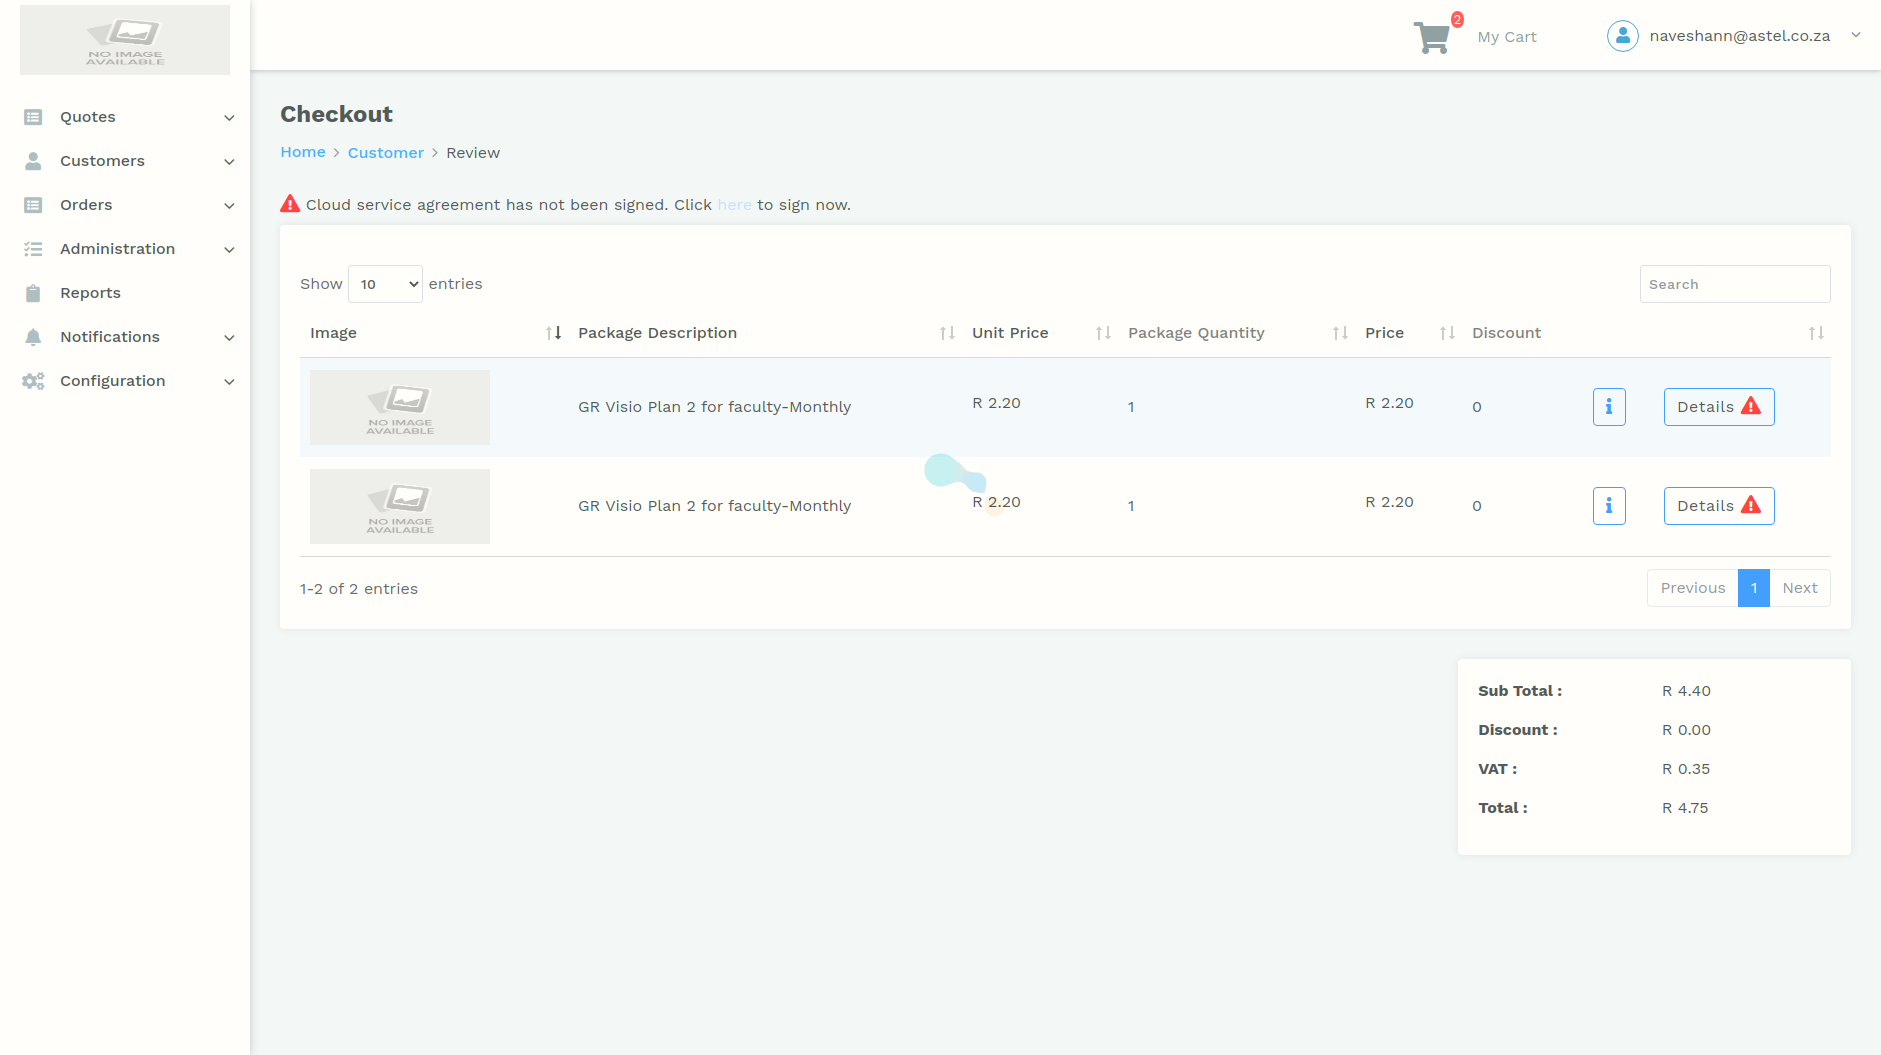 NO IMAGE
AVAILABLE
2
My Cart
naveshann@astel.co.za
Quotes
Customers
Orders
Administration
Reports
Notifications
Configuration
Checkout
Home > Customer > Review
Cloud service agreement has not been signed. Click here to sign now.
Show 10 entries
Search
Image Package Description Unit Price Package Quantity Price Discount
NO IMAGE
AVAILABLE
GR Visio Plan 2 for faculty-Monthly R 2.20 1 R 2.20 0 i Details
NO IMAGE
AVAILABLE
GR Visio Plan 2 for faculty-Monthly R 2.20 1 R 2.20 0 i Details
1-2 of 2 entries
Previous 1 Next
Sub Total : R 4.40
Discount : R 0.00
VAT : R 0.35
Total : R 4.75